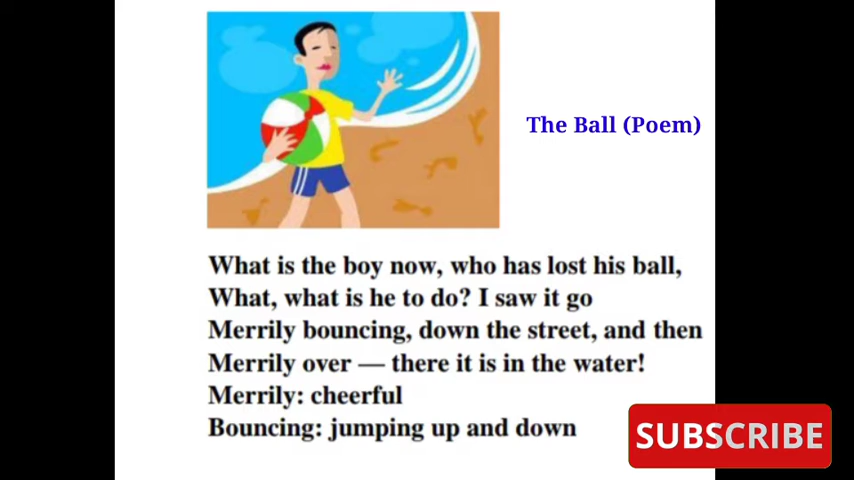 The Ball (Poem)
What is the boy now, who has lost his ball,
What, what is he to do? I saw it go
Merrily bouncing, down the street, and then
Merrily over — there it is in the water!
Merrily: cheerful
Bouncing: jumping up and down
SUBSCRIBE